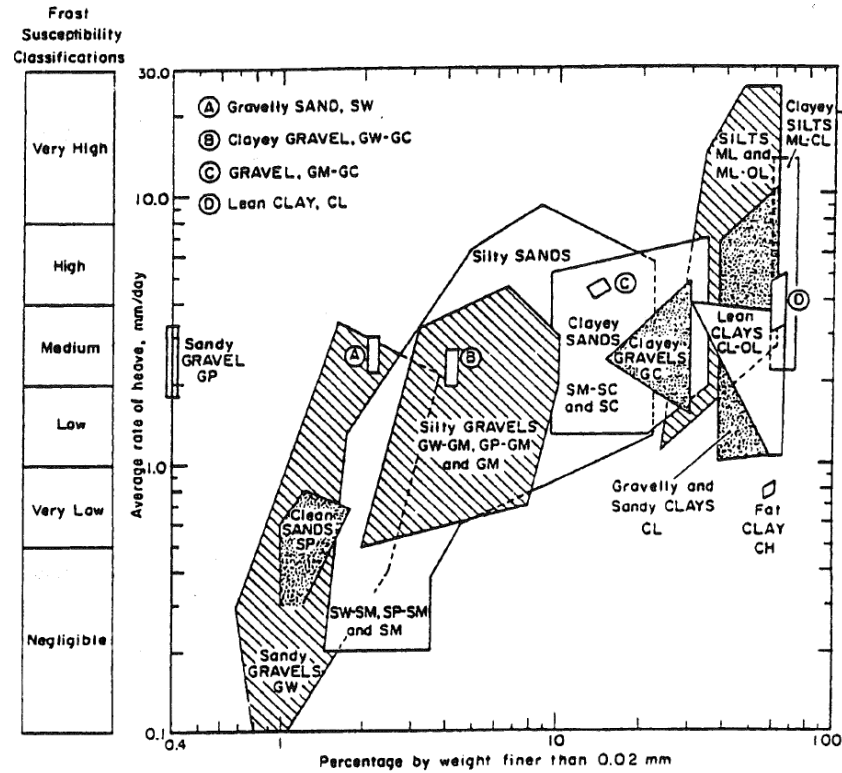 Frost
Susceptibility
Classifications
Very High
High
Medium
Low
Very Low
Negligible
Average rate of heave, mm/day
30.0
10.0
1.0
0.1
Ⓐ Gravelly SAND, SW
Ⓑ Clayey GRAVEL, GW-GC
Ⓒ GRAVEL, GM-GC
Ⓓ Lean CLAY, CL
Clayey
SILTS
ML-CL
SILTS
ML and
ML-OL
Silty SANDS
C
Clayey
SANDS
SM-SC
and SC
Clayey
GRAVELS
GC
Lean
CLAYS
CL-OL
D
Sandy
GRAVEL
GP
A
B
Silty GRAVELS
GW-GM, GP-GM
and GM
Gravelly and
Sandy CLAYS
CL
Fat
CLAY
CH
Clean
SANDS
SP
SW-SM, SP-SM
and SM
Sandy
GRAVELS
GW
0.4
1
10
100
Percentage by weight finer than 0.02 mm